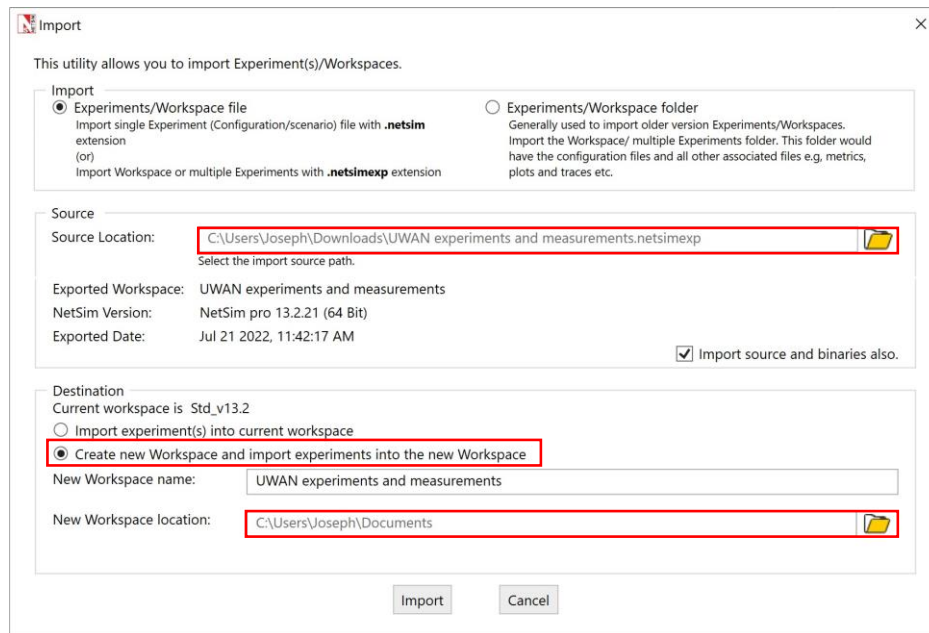 Import
This utility allows you to import Experiment(s)/Workspaces.
Import
Experiments/Workspace file
Import single Experiment (Configuration/scenario) file with .netsim
extension
(or)
Import Workspace or multiple Experiments with .netsimexp extension
Experiments/Workspace folder
Generally used to import older version Experiments/Workspaces.
Import the Workspace/ multiple Experiments folder. This folder would
have the configuration files and all other associated files e.g, metrics,
plots and traces etc.
Source
Source Location: C:\Users\Joseph\Downloads\UWAN experiments and measurements.netsimexp
Select the import source path.
Exported Workspace: UWAN experiments and measurements
NetSim Version: NetSim pro 13.2.21 (64 Bit)
Exported Date: Jul 21 2022, 11:42:17 AM
Import source and binaries also.
Destination
Current workspace is Std_v13.2
Import experiment(s) into current workspace
Create new Workspace and import experiments into the new Workspace
New Workspace name: UWAN experiments and measurements
New Workspace location: C:\Users\Joseph\Documents
Import Cancel